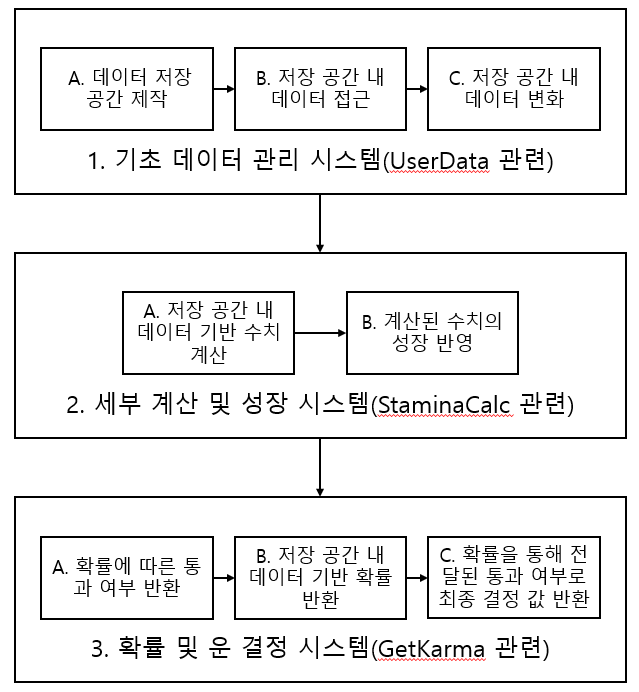 A. 데이터 저장
공간 제작
B. 저장 공간 내
데이터 접근
C. 저장 공간 내
데이터 변화
1. 기초 데이터 관리 시스템(UserData 관련)
A. 저장 공간 내
데이터 기반 수치
계산
B. 계산된 수치의
성장 반영
2. 세부 계산 및 성장 시스템(StaminaCalc 관련)
A. 확률에 따른 통
과 여부 반환
B. 저장 공간 내
데이터 기반 확률
반환
C. 확률을 통해 전
달된 통과 여부로
최종 결정 값 반환
3. 확률 및 운 결정 시스템(GetKarma 관련)